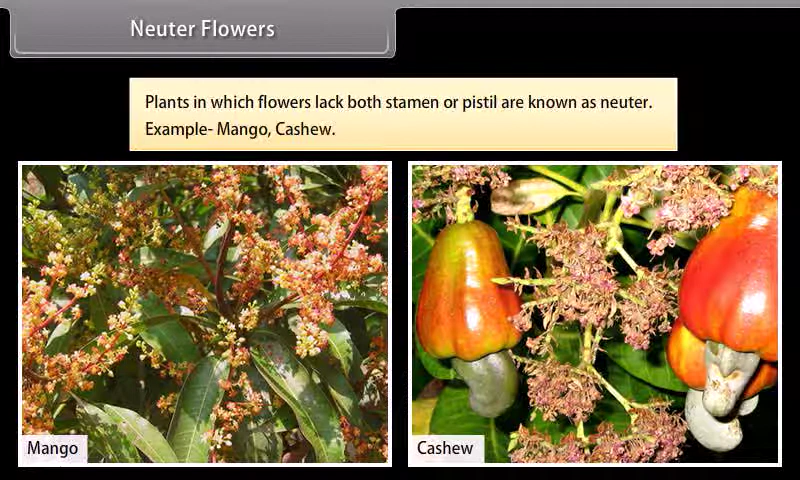 Neuter Flowers
Plants in which flowers lack both stamen or pistil are known as neuter.
Example- Mango, Cashew.
Mango
Cashew